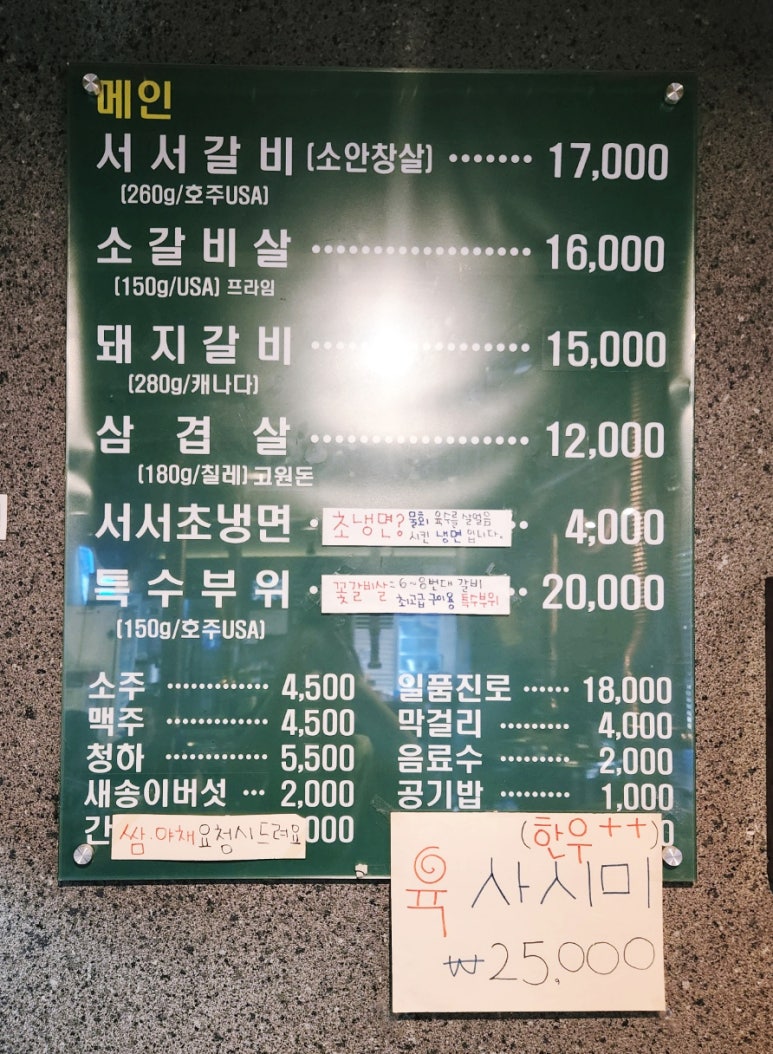 메인
서서갈비 (소안창살) ······· 17,000
(260g/호주USA)
소갈비살 ···················· 16,000
(150g/USA) 프라임
돼지갈비 ···················· 15,000
(280g/캐나다)
삼겹살 ···················· 12,000
(180g/칠레) 고원돈
서서초냉면 · 초냉면? 물회 육수를 살얼음 ·· 4,000
시킨 냉면입니다.
특수부위 · 꽃갈비살: 6~8번대 갈비 ·· 20,000
최고급 구이용 특수부위
(150g/호주USA)
소주 ············ 4,500
맥주 ············ 4,500
청하 ············ 5,500
새송이버섯 ··· 2,000
간 쌈·야채 요청시 드려요 000
일품진로 ······ 18,000
막걸리 ········· 4,000
음료수 ········· 2,000
공기밥 ········· 1,000
0
(한우++)
육사시미
₩25,000